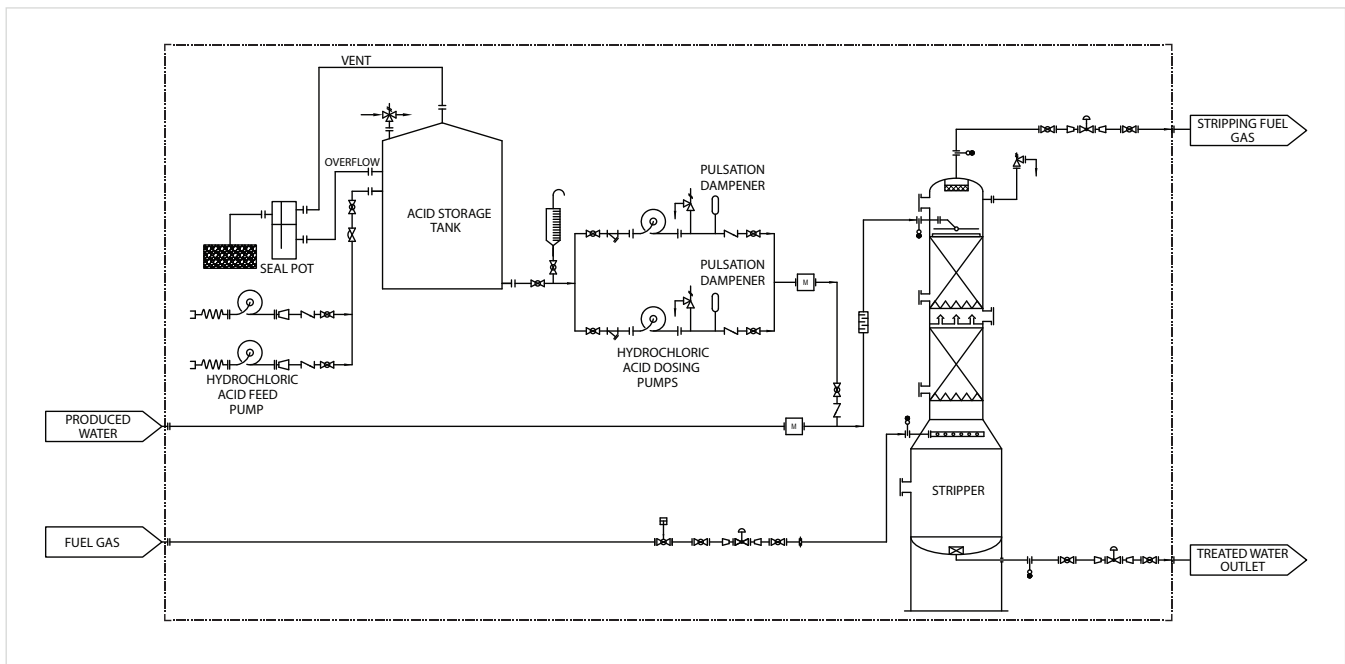 VENT
STRIPPING FUEL
GAS
OVERFLOW
PULSATION
DAMPENER
ACID STORAGE
TANK
SEAL POT
PULSATION
DAMPENER
M
HYDROCHLORIC
ACID FEED
PUMP
HYDROCHLORIC
ACID DOSING
PUMPS
PRODUCED
WATER
M
STRIPPER
FUEL GAS
TREATED WATER
OUTLET